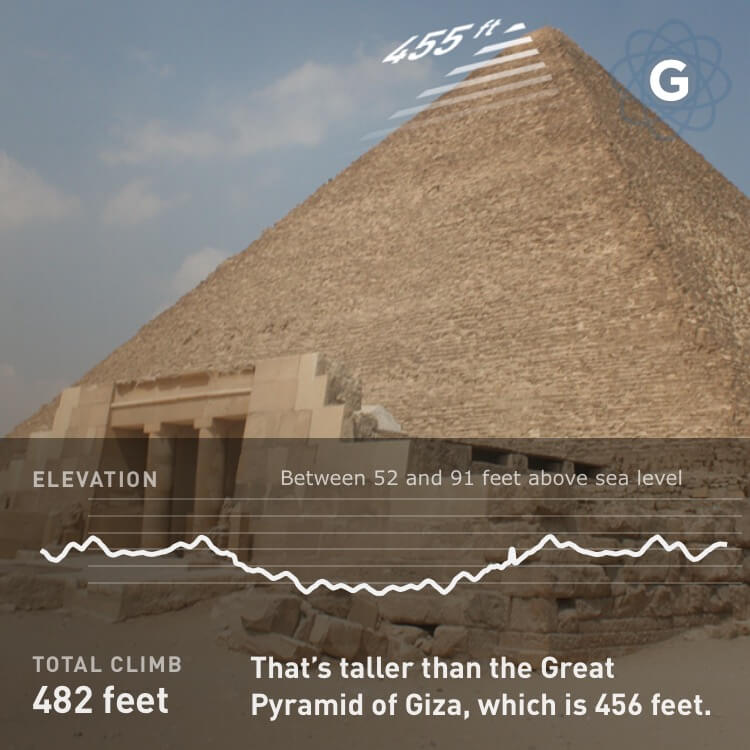 455 ft
G
ELEVATION
Between 52 and 91 feet above sea level
TOTAL CLIMB
482 feet
That's taller than the Great
Pyramid of Giza, which is 456 feet.